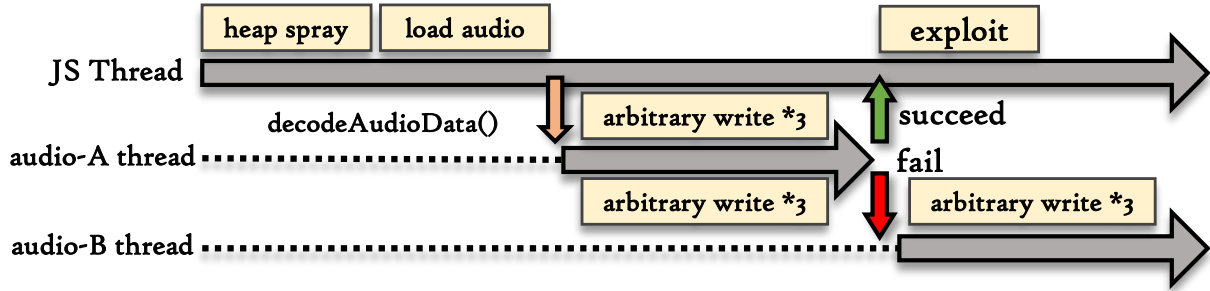 heap spray
load audio
exploit
JS Thread
decodeAudioData()
arbitrary write *3
succeed
audio-A thread
fail
arbitrary write *3
arbitrary write *3
audio-B thread